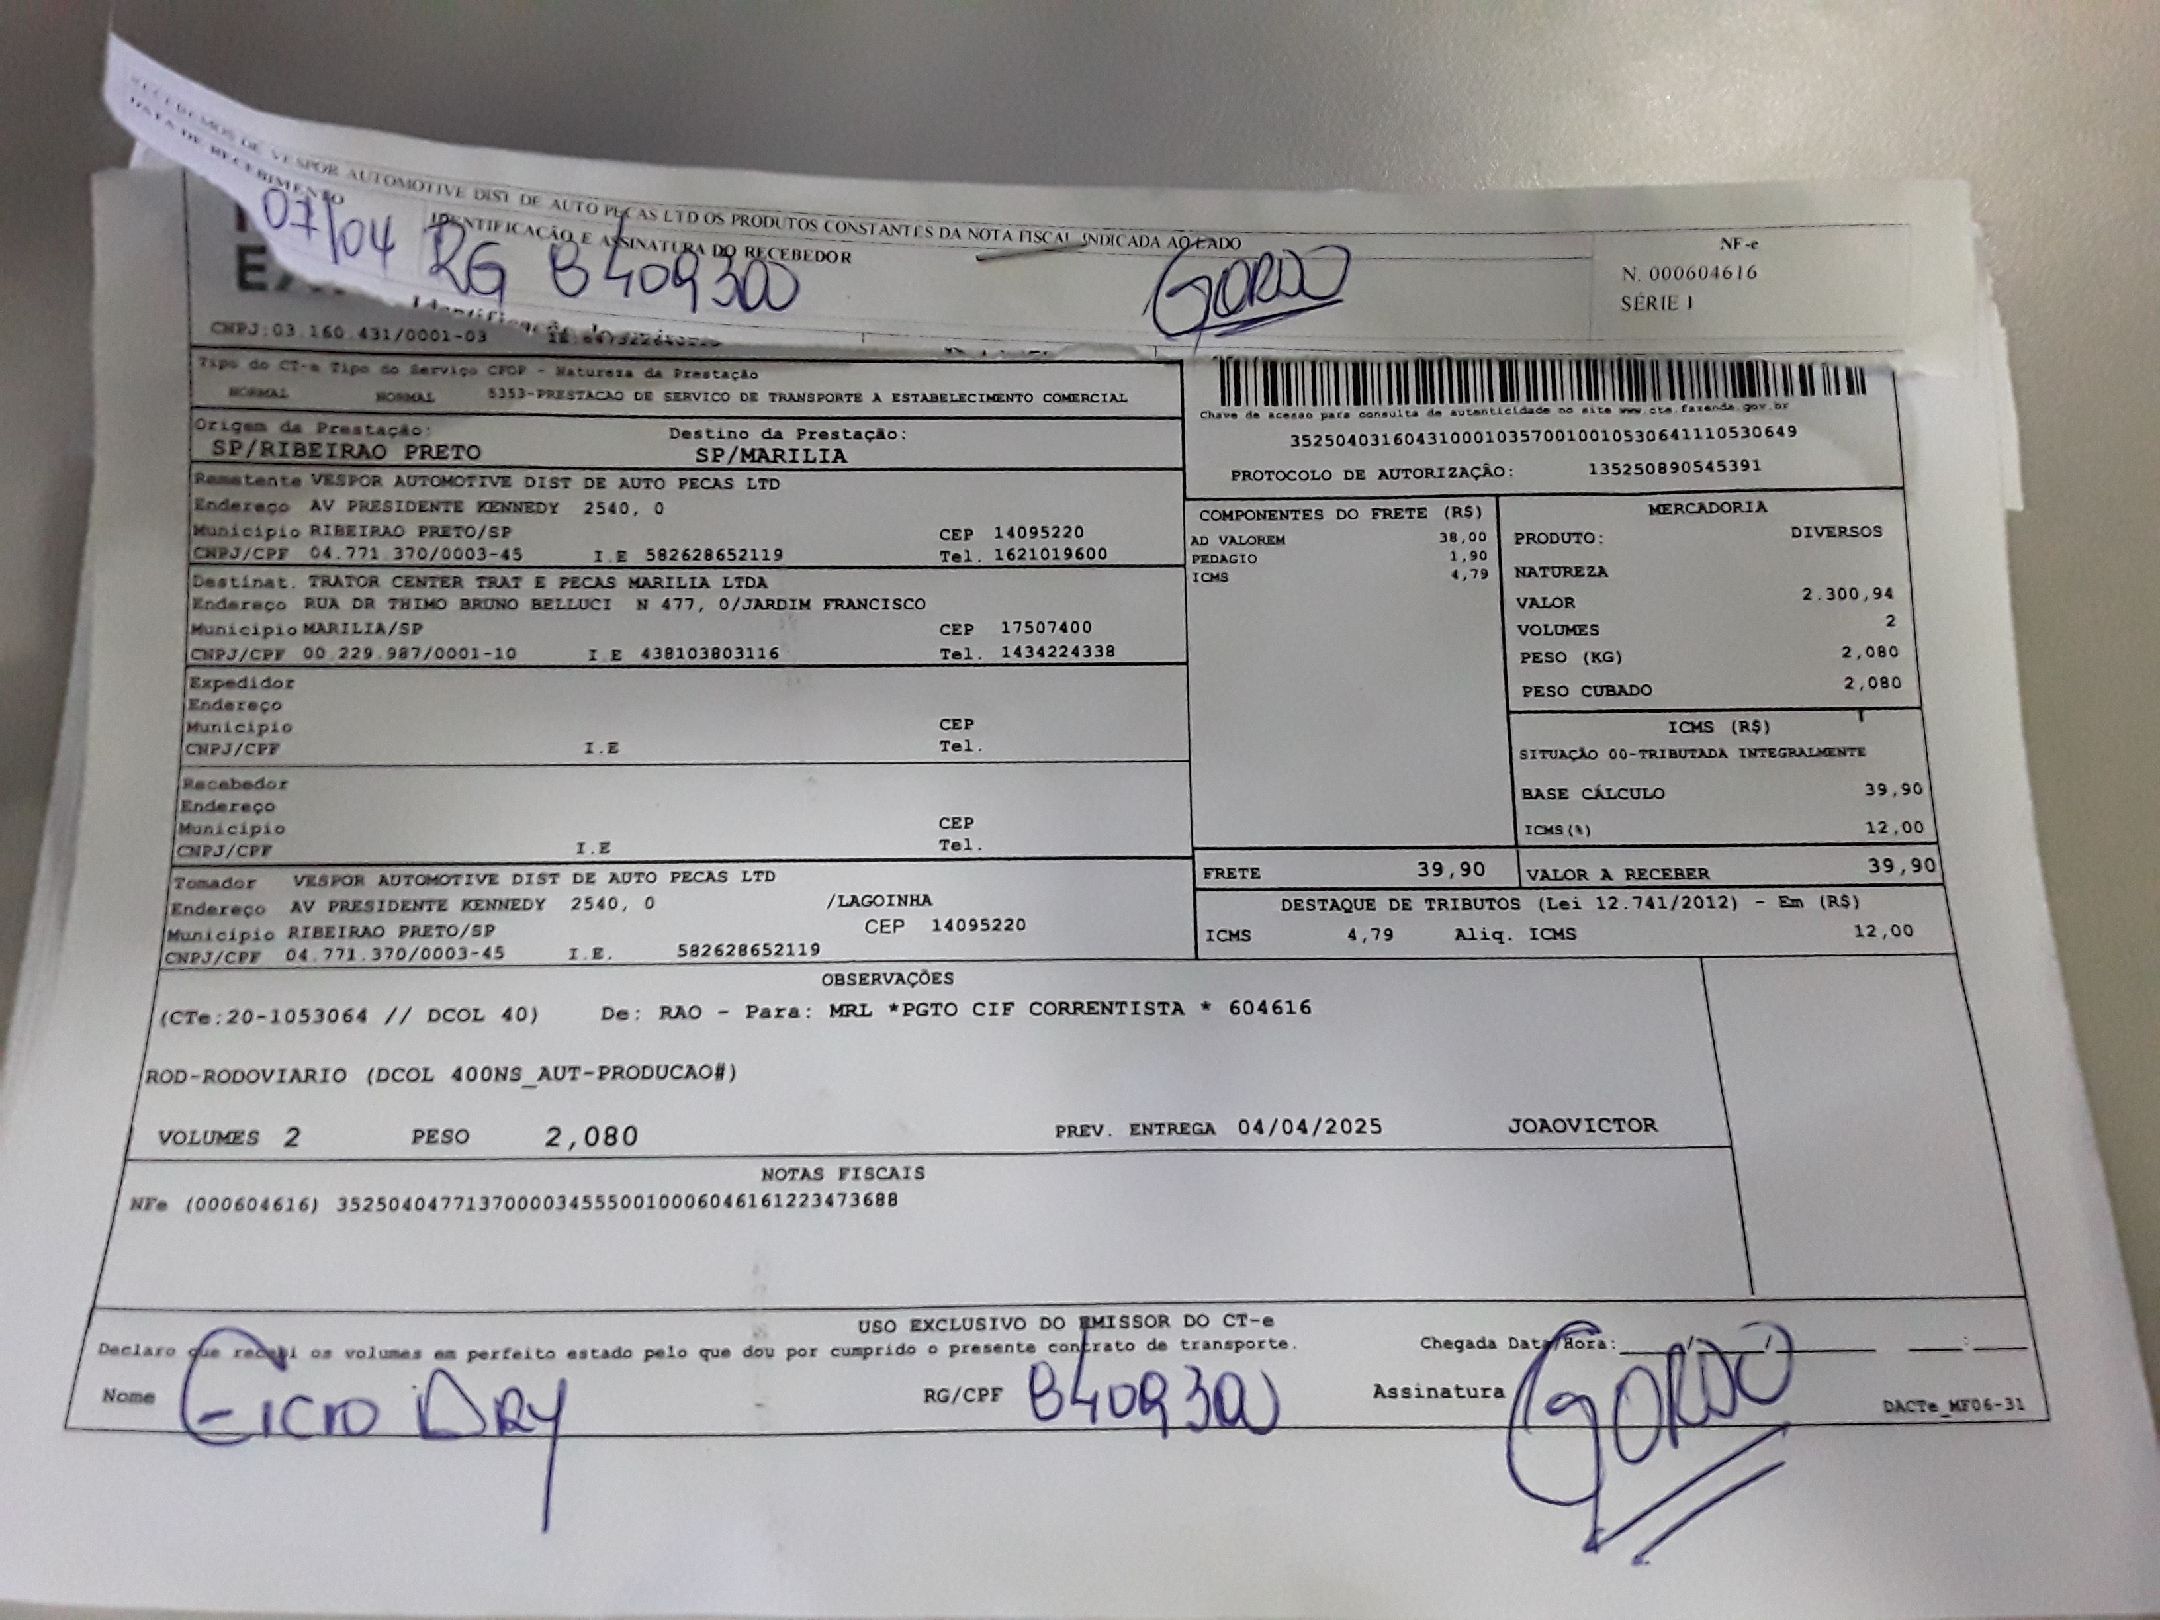 RECEBEMOS DE VESPOR AUTOMOTIVE DIST DE AUTO PEÇAS LTD OS PRODUTOS CONSTANTES DA NOTA FISCAL INDICADA AO LADO
DATA DE RECEBIMENTO
07/04
IDENTIFICAÇÃO E ASSINATURA DO RECEBEDOR
RG
GORDO
NF-e
N. 000604616
SÉRIE 1
CNPJ:03.160.431/0001-03
Tipo do CT-e Tipo do Serviço CFOP - Natureza da Prestação
NORMAL NORMAL 5353-PRESTACAO DE SERVICO DE TRANSPORTE A ESTABELECIMENTO COMERCIAL
Chave de acesso para consulta de autenticidade no site www.cte.fazenda.gov.br
35250403160431000103570010010530641110530649
PROTOCOLO DE AUTORIZAÇÃO: 135250890545391
Origem da Prestação: Destino da Prestação:
SP/RIBEIRAO PRETO SP/MARILIA
Remetente VESPOR AUTOMOTIVE DIST DE AUTO PECAS LTD
Endereço AV PRESIDENTE KENNEDY 2540, 0
Município RIBEIRAO PRETO/SP CEP 14095220
CNPJ/CPF 04.771.370/0003-45 I.E 582628652119 Tel. 1621019600
Destinat. TRATOR CENTER TRAT E PECAS MARILIA LTDA
Endereço RUA DR THIMO BRUNO BELLUCI N 477, 0/JARDIM FRANCISCO
Município MARILIA/SP CEP 17507400
CNPJ/CPF 00.229.987/0001-10 I.E 438103803116 Tel. 1434224338
Expedidor
Endereço
Município CEP
CNPJ/CPF I.E Tel.
Recebedor
Endereço
Município CEP
CNPJ/CPF I.E Tel.
Tomador VESPOR AUTOMOTIVE DIST DE AUTO PECAS LTD
Endereço AV PRESIDENTE KENNEDY 2540, 0 /LAGOINHA
Município RIBEIRAO PRETO/SP CEP 14095220
CNPJ/CPF 04.771.370/0003-45 I.E. 582628652119
COMPONENTES DO FRETE (R$)
AD VALOREM 38,00
PEDAGIO 1,90
ICMS 4,79
MERCADORIA
PRODUTO: DIVERSOS
NATUREZA
VALOR 2.300,94
VOLUMES 2
PESO (KG) 2,080
PESO CUBADO 2,080
ICMS (R$)
SITUAÇÃO 00-TRIBUTADA INTEGRALMENTE
BASE CÁLCULO 39,90
ICMS(%) 12,00
FRETE 39,90 VALOR A RECEBER 39,90
DESTAQUE DE TRIBUTOS (Lei 12.741/2012) - Em (R$)
ICMS 4,79 Aliq. ICMS 12,00
OBSERVAÇÕES
(CTe:20-1053064 // DCOL 40) De: RAO - Para: MRL *PGTO CIF CORRENTISTA * 604616
ROD-RODOVIARIO (DCOL 400NS_AUT-PRODUCAO#)
VOLUMES 2 PESO 2,080 PREV. ENTREGA 04/04/2025 JOAOVICTOR
NOTAS FISCAIS
NFe (000604616) 35250404771370000345550010006046161223473688
USO EXCLUSIVO DO EMISSOR DO CT-e
Declaro que recebi os volumes em perfeito estado pelo que dou por cumprido o presente contrato de transporte. Chegada Data/Hora:____/____/____ ___:___
Nome RG/CPF Assinatura GORDO
DACTe_MF06-31